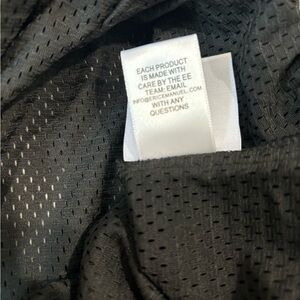 EACH PRODUCT
IS MADE WITH
CARE BY THE EE
TEAM: EMAIL
INFO@ERICEMANUEL.COM
WITH ANY
QUESTIONS